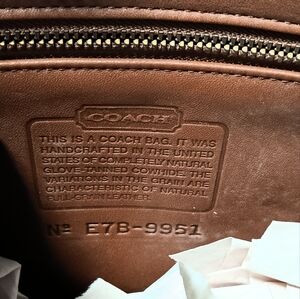 COACH
THIS IS A COACH BAG. IT WAS
HANDCRAFTED IN THE UNITED
STATES OF COMPLETELY NATURAL
GLOVE-TANNED COWHIDE. THE
VARIATIONS IN THE GRAIN ARE
CHARACTERISTIC OF NATURAL
FULL-GRAIN LEATHER.
Nº E7B-9951